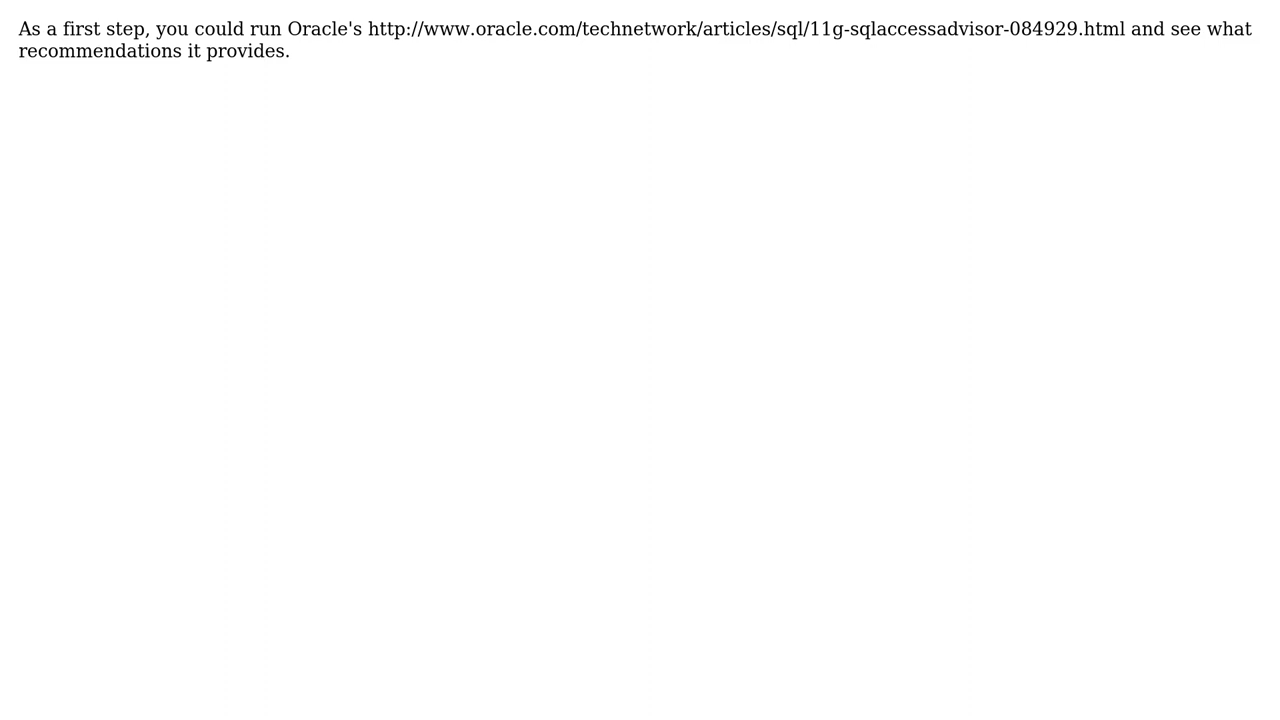 As a first step, you could run Oracle's http://www.oracle.com/technetwork/articles/sql/11g-sqlaccessadvisor-084929.html and see what
recommendations it provides.